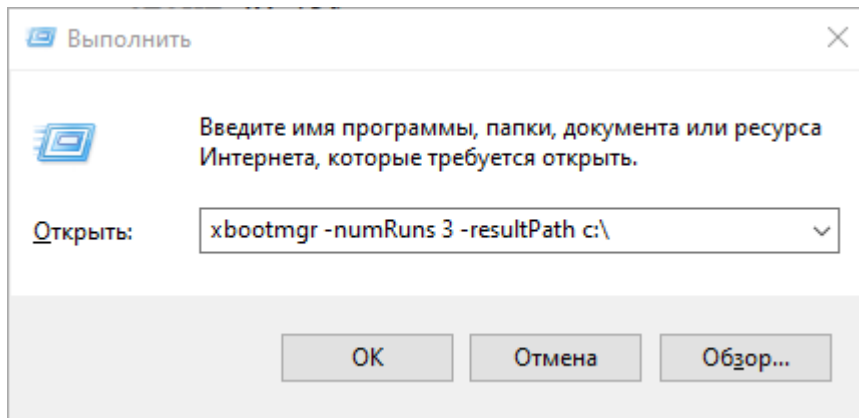 Выполнить
Введите имя программы, папки, документа или ресурса
Интернета, которые требуется открыть.
Открыть: xbootmgr -numRuns 3 -resultPath c:\
ОК Отмена Обзор...